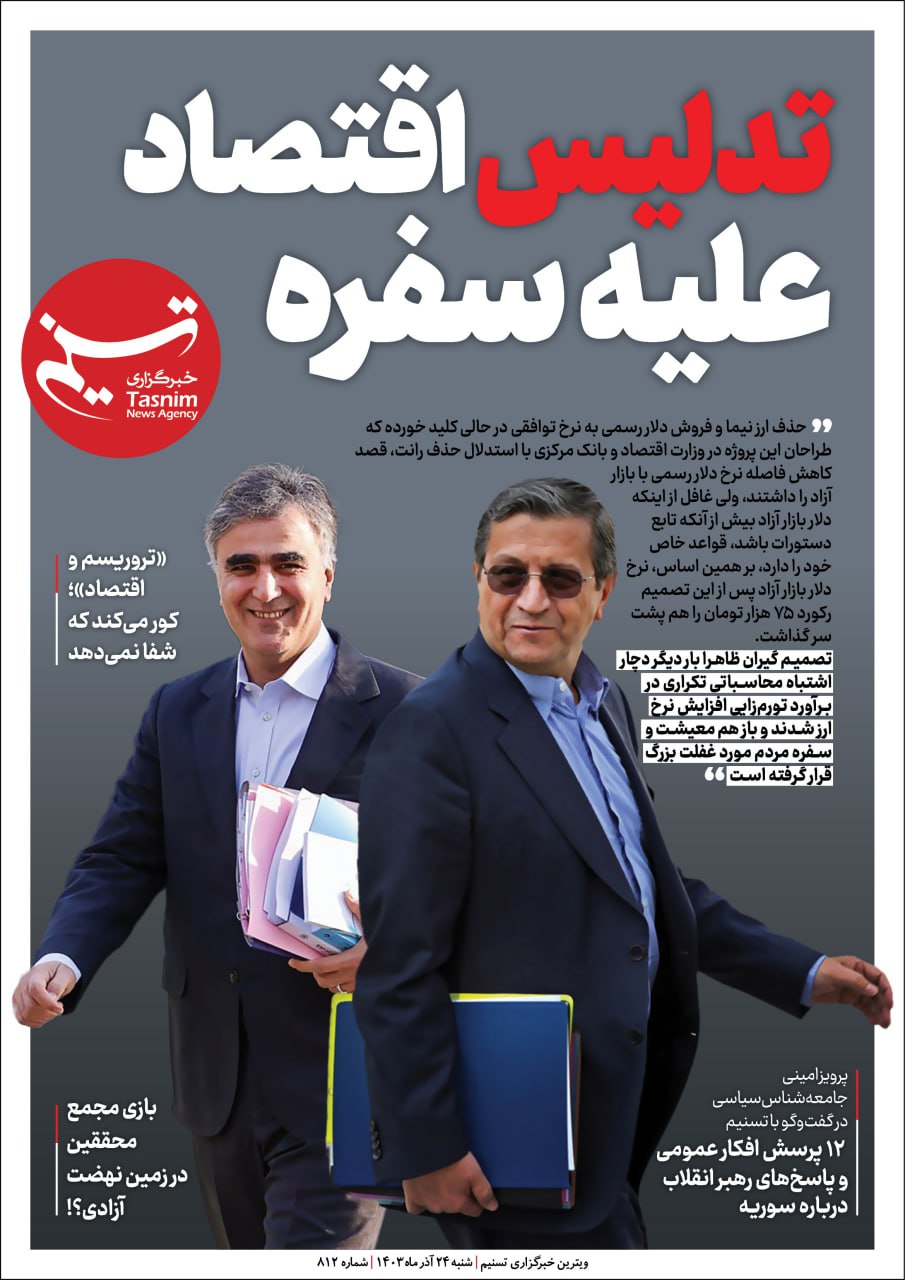 تدلیس اقتصاد
علیه سفره
تسنیم
خبرگزاری
Tasnim
News Agency
حذف ارز نیما و فروش دلار رسمی به نرخ توافقی در حالی کلید خورده که
طراحان این پروژه در وزارت اقتصاد و بانک مرکزی با استدلال حذف رانت، قصد
کاهش فاصله نرخ دلار رسمی با بازار
آزاد را داشتند، ولی غافل از اینکه
دلار بازار آزاد بیش از آنکه تابع
دستورات باشد، قواعد خاص
خود را دارد، بر همین اساس، نرخ
دلار بازار آزاد پس از این تصمیم
رکورد ۷۵ هزار تومان را هم پشت
سر گذاشت.
تصمیم گیران ظاهرا بار دیگر دچار
اشتباه محاسباتی تکراری در
برآورد تورم‌زایی افزایش نرخ
ارز شدند و باز هم معیشت و
سفره مردم مورد غفلت بزرگ
قرار گرفته است
«تروریسم و
اقتصاد»؛
کور می‌کند که
شفا نمی‌دهد
پرویز امینی
جامعه‌شناس سیاسی
در گفت‌وگو با تسنیم
۱۲ پرسش افکار عمومی
و پاسخ‌های رهبر انقلاب
درباره سوریه
بازی مجمع
محققین
در زمین نهضت
آزادی؟!
ویترین خبرگزاری تسنیم | شنبه ۲۴ آذر ماه ۱۴۰۳ | شماره ۸۱۲